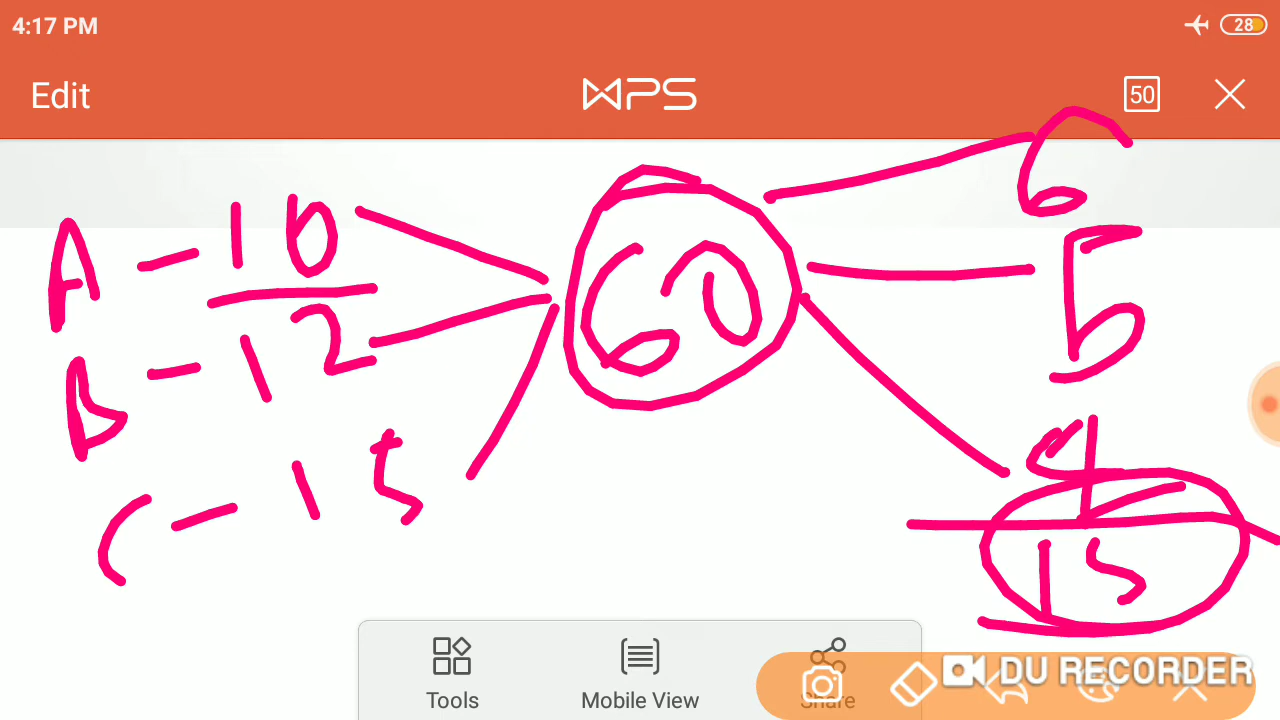 4:17 PM
28
Edit
WPS
50
A - 10
B - 12
C - 15
60
6
5
4
15
Tools
Mobile View
Share
DU RECORDER